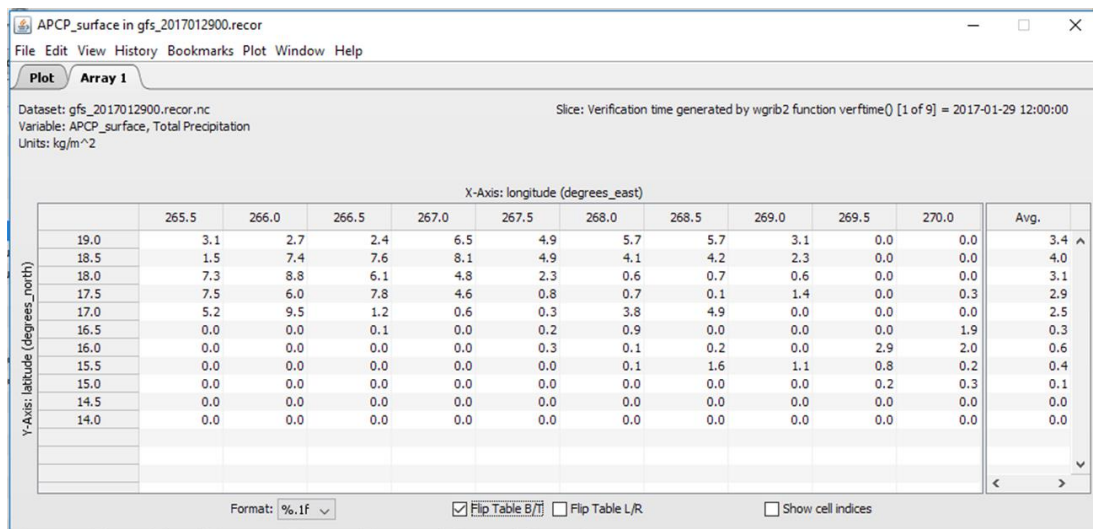 APCP_surface in gfs_2017012900.recor
File Edit View History Bookmarks Plot Window Help
Plot Array 1
Dataset: gfs_2017012900.recor.nc Slice: Verification time generated by wgrib2 function verftime() [1 of 9] = 2017-01-29 12:00:00
Variable: APCP_surface, Total Precipitation
Units: kg/m^2
X-Axis: longitude (degrees_east)
265.5 266.0 266.5 267.0 267.5 268.0 268.5 269.0 269.5 270.0 Avg.
19.0 3.1 2.7 2.4 6.5 4.9 5.7 5.7 3.1 0.0 0.0 3.4
18.5 1.5 7.4 7.6 8.1 4.9 4.1 4.2 2.3 0.0 0.0 4.0
18.0 7.3 8.8 6.1 4.8 2.3 0.6 0.7 0.6 0.0 0.0 3.1
17.5 7.5 6.0 7.8 4.6 0.8 0.7 0.1 1.4 0.0 0.3 2.9
17.0 5.2 9.5 1.2 0.6 0.3 3.8 4.9 0.0 0.0 0.0 2.5
16.5 0.0 0.0 0.1 0.0 0.2 0.9 0.0 0.0 0.0 1.9 0.3
16.0 0.0 0.0 0.0 0.0 0.3 0.1 0.2 0.0 2.9 2.0 0.6
15.5 0.0 0.0 0.0 0.0 0.0 0.1 1.6 1.1 0.8 0.2 0.4
15.0 0.0 0.0 0.0 0.0 0.0 0.0 0.0 0.0 0.2 0.3 0.1
14.5 0.0 0.0 0.0 0.0 0.0 0.0 0.0 0.0 0.0 0.0 0.0
14.0 0.0 0.0 0.0 0.0 0.0 0.0 0.0 0.0 0.0 0.0 0.0
Y-Axis: latitude (degrees_north)
Format: %.1f Flip Table B/T Flip Table L/R Show cell indices